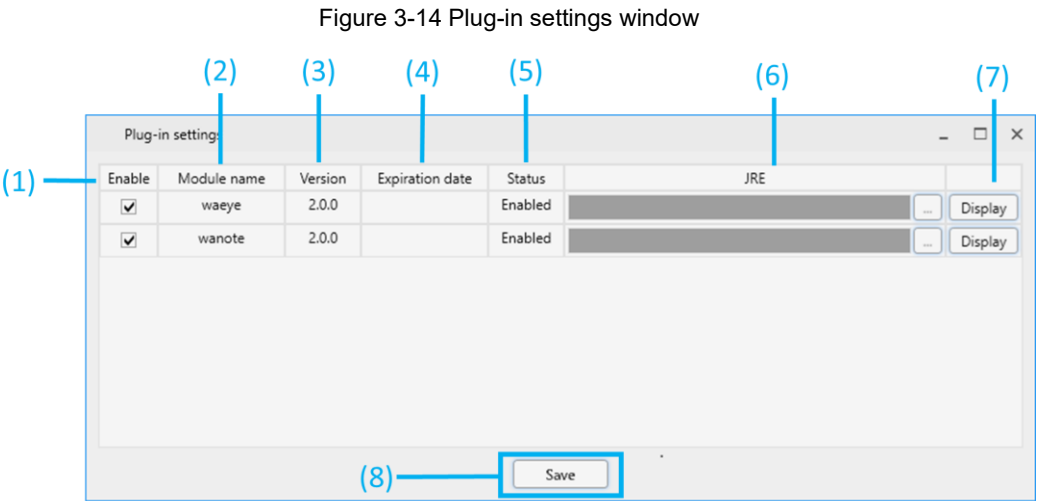 Figure 3-14 Plug-in settings window
(2) (3) (4) (5) (6) (7)
Plug-in settings
(1) Enable Module name Version Expiration date Status JRE
waeye 2.0.0 Enabled ... Display
wanote 2.0.0 Enabled ... Display
(8) Save